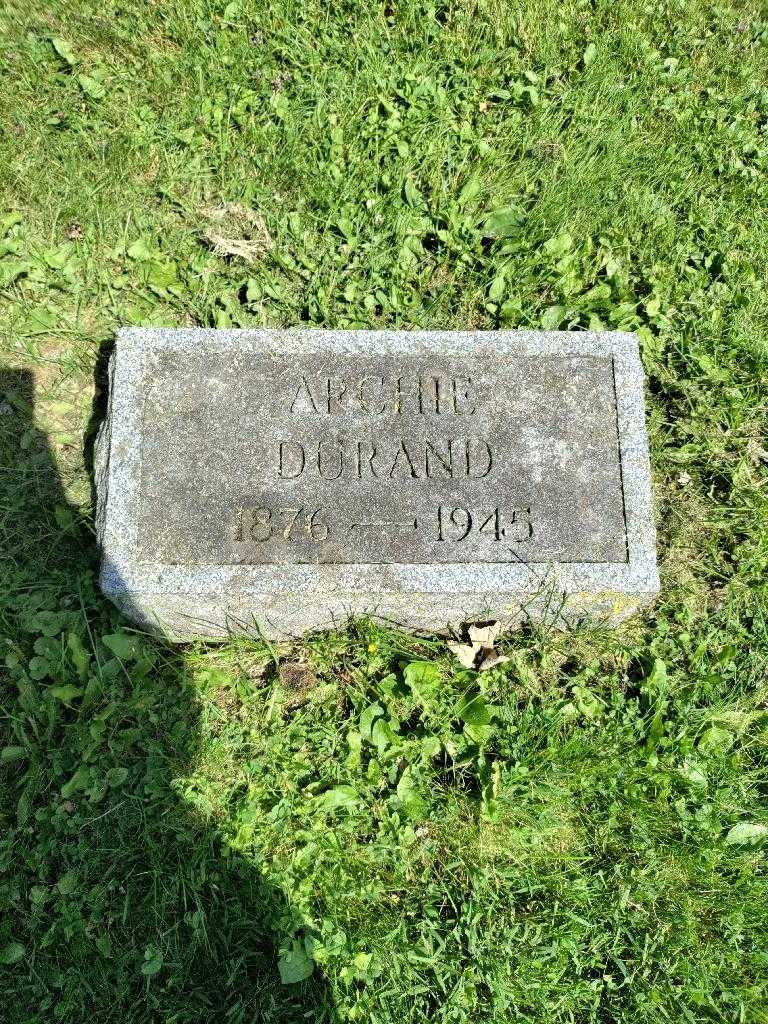 ARCHIE
DURAND
1876 — 1945